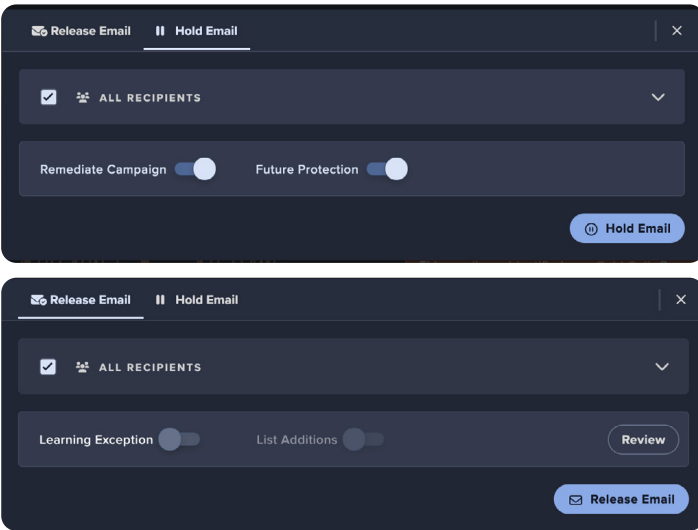 Release Email Hold Email
ALL RECIPIENTS
Remediate Campaign Future Protection
Hold Email
Release Email Hold Email
ALL RECIPIENTS
Learning Exception List Additions Review
Release Email